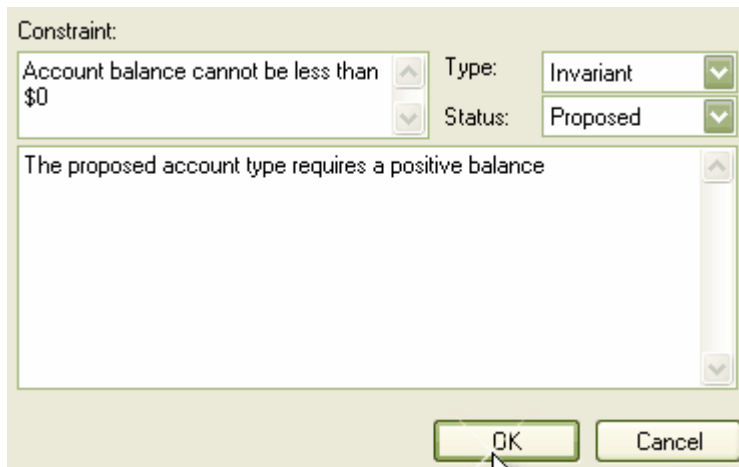 Constraint:
Account balance cannot be less than
$0
Type:
Invariant
Status:
Proposed
The proposed account type requires a positive balance
OK
Cancel